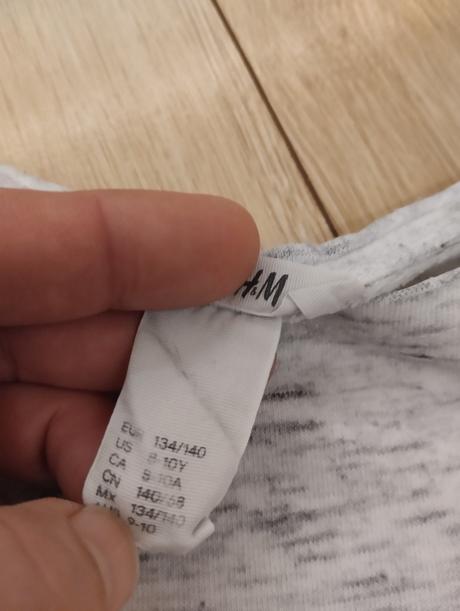 H&M
EUR 134/140
US 8-10Y
CA 8-10A
CN 140/68
MX 134/140
9-10